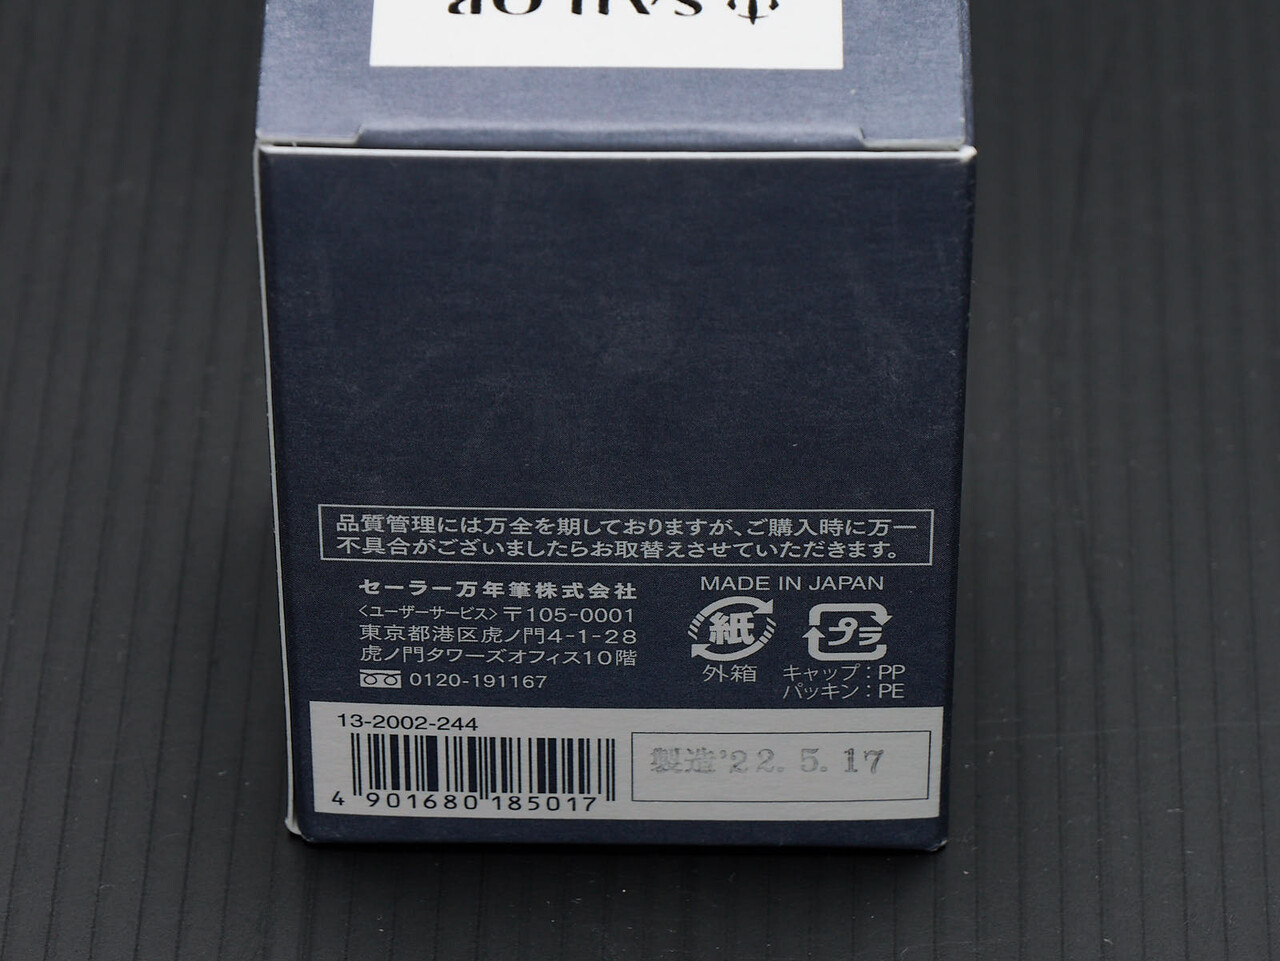 SAILOR
品質管理には万全を期しておりますが、ご購入時に万一
不具合がございましたらお取替えさせていただきます。
セーラー万年筆株式会社
〈ユーザーサービス〉〒105-0001
東京都港区虎ノ門4-1-28
虎ノ門タワーズオフィス10階
0120-191167
MADE IN JAPAN
紙
プラ
外箱
キャップ：PP
パッキン：PE
13-2002-244
4 901680 185017
製造'22. 5. 17